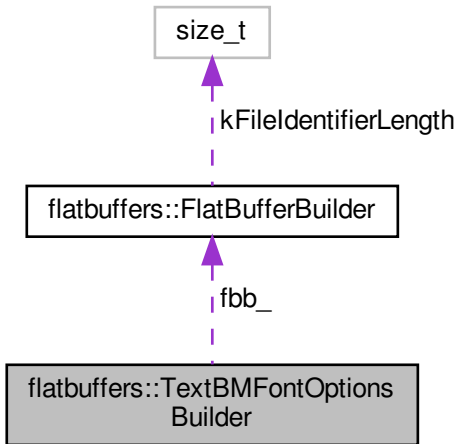 size_t
kFileIdentifierLength
flatbuffers::FlatBufferBuilder
fbb_
flatbuffers::TextBMFontOptions
Builder